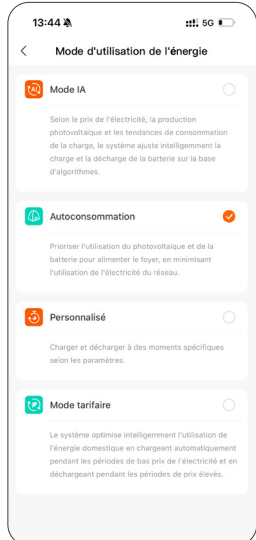 13:44 5G
Mode d'utilisation de l'énergie
Mode IA
Selon le prix de l'électricité, la production
photovoltaïque et les tendances de consommation
de la charge, le système ajuste intelligemment la
charge et la décharge de la batterie sur la base
d'algorithmes.
Autoconsommation
Prioriser l'utilisation du photovoltaïque et de la
batterie pour alimenter le foyer, en minimisant
l'utilisation de l'électricité du réseau.
Personnalisé
Charger et décharger à des moments spécifiques
selon les paramètres.
Mode tarifaire
Le système optimise intelligemment l'utilisation de
l'énergie domestique en chargeant automatiquement
pendant les périodes de bas prix de l'électricité et en
déchargeant pendant les périodes de prix élevés.